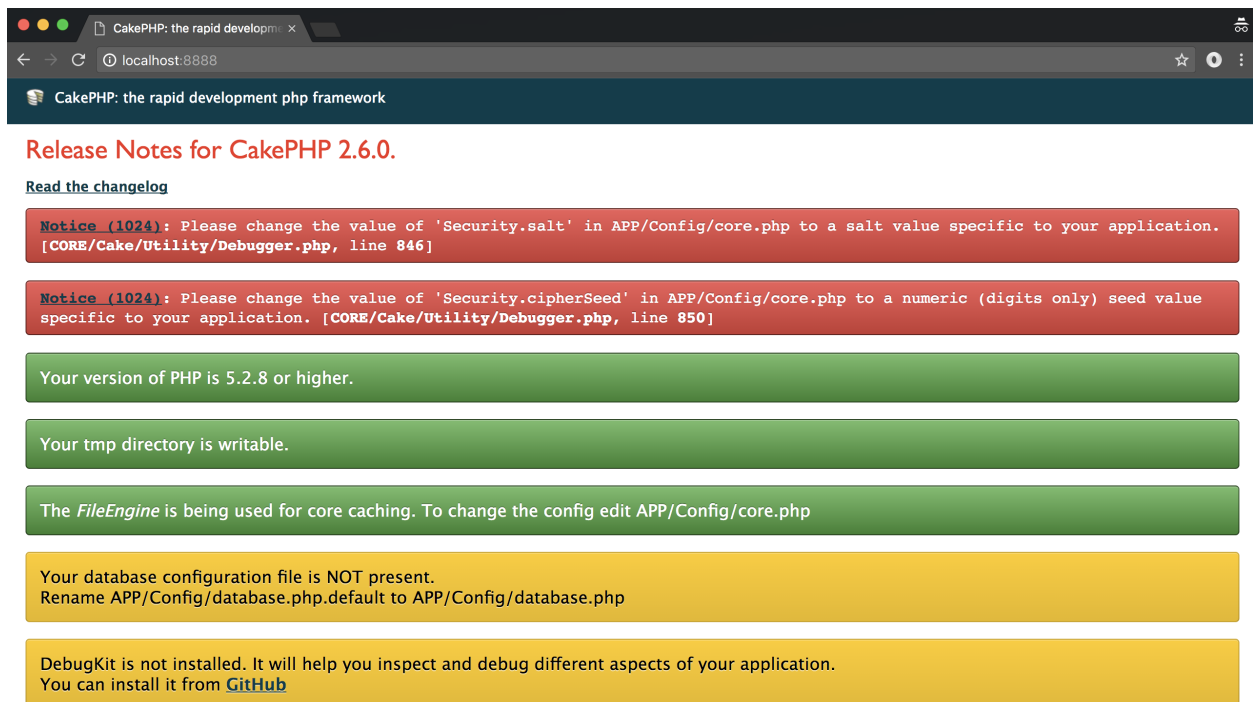 CakePHP: the rapid developme
localhost:8888
CakePHP: the rapid development php framework
Release Notes for CakePHP 2.6.0.
Read the changelog
Notice (1024): Please change the value of 'Security.salt' in APP/Config/core.php to a salt value specific to your application.
[CORE/Cake/Utility/Debugger.php, line 846]
Notice (1024): Please change the value of 'Security.cipherSeed' in APP/Config/core.php to a numeric (digits only) seed value
specific to your application. [CORE/Cake/Utility/Debugger.php, line 850]
Your version of PHP is 5.2.8 or higher.
Your tmp directory is writable.
The FileEngine is being used for core caching. To change the config edit APP/Config/core.php
Your database configuration file is NOT present.
Rename APP/Config/database.php.default to APP/Config/database.php
DebugKit is not installed. It will help you inspect and debug different aspects of your application.
You can install it from GitHub